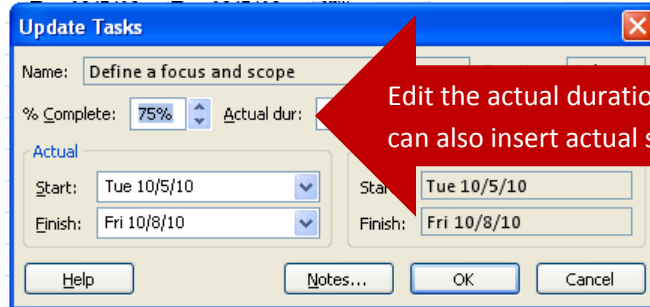 Update Tasks
Name: Define a focus and scope
% Complete: 75% Actual dur:
Edit the actual duratio
can also insert actual s
Actual
Start: Tue 10/5/10
Finish: Fri 10/8/10
Start: Tue 10/5/10
Finish: Fri 10/8/10
Help Notes... OK Cancel